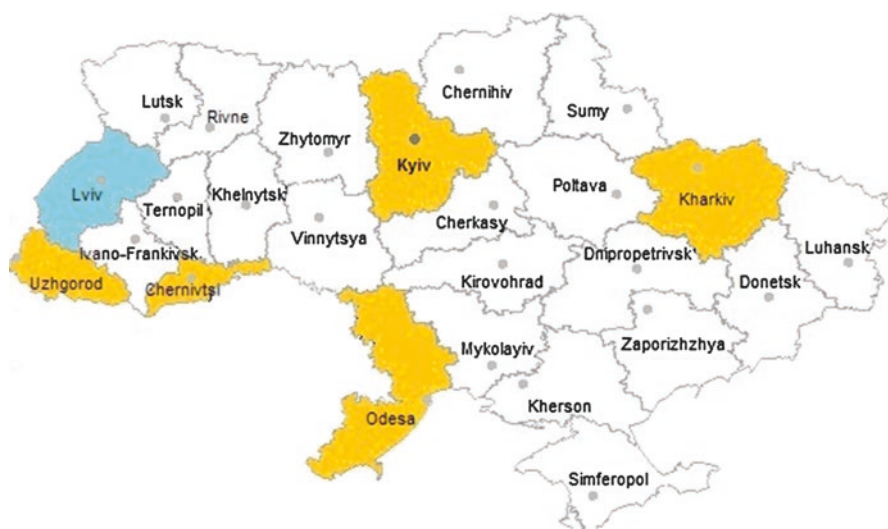 Chernihiv
Sumy
Lutsk
Rivne
Zhytomyr
Kyiv
Lviv
Ternopil
Khelnytsk'
Poltava
Kharkiv
Cherkasy
Vinnytsya
Ivano-Frankivsk.
Luhansk
Uzhgorod
Chernivtsi
Kirovohrad
Dnipropetrivsk'
Donetsk
Mykolayiv
Zaporizhzhya
Odesa
Kherson
Simferopol